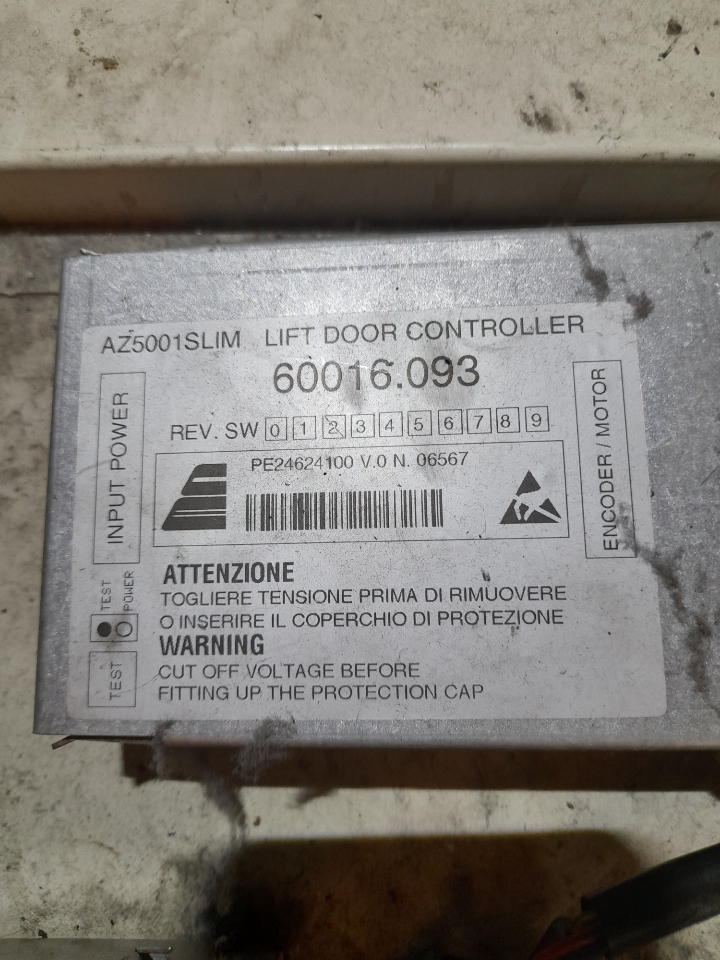 AZ5001SLIM LIFT DOOR CONTROLLER
60016.093
REV. SW 0 1 2 3 4 5 6 7 8 9
INPUT POWER
PE24624100 V.0 N. 06567
ENCODER / MOTOR
ATTENZIONE
TOGLIERE TENSIONE PRIMA DI RIMUOVERE
O INSERIRE IL COPERCHIO DI PROTEZIONE
TEST
POWER
WARNING
CUT OFF VOLTAGE BEFORE
FITTING UP THE PROTECTION CAP
TEST